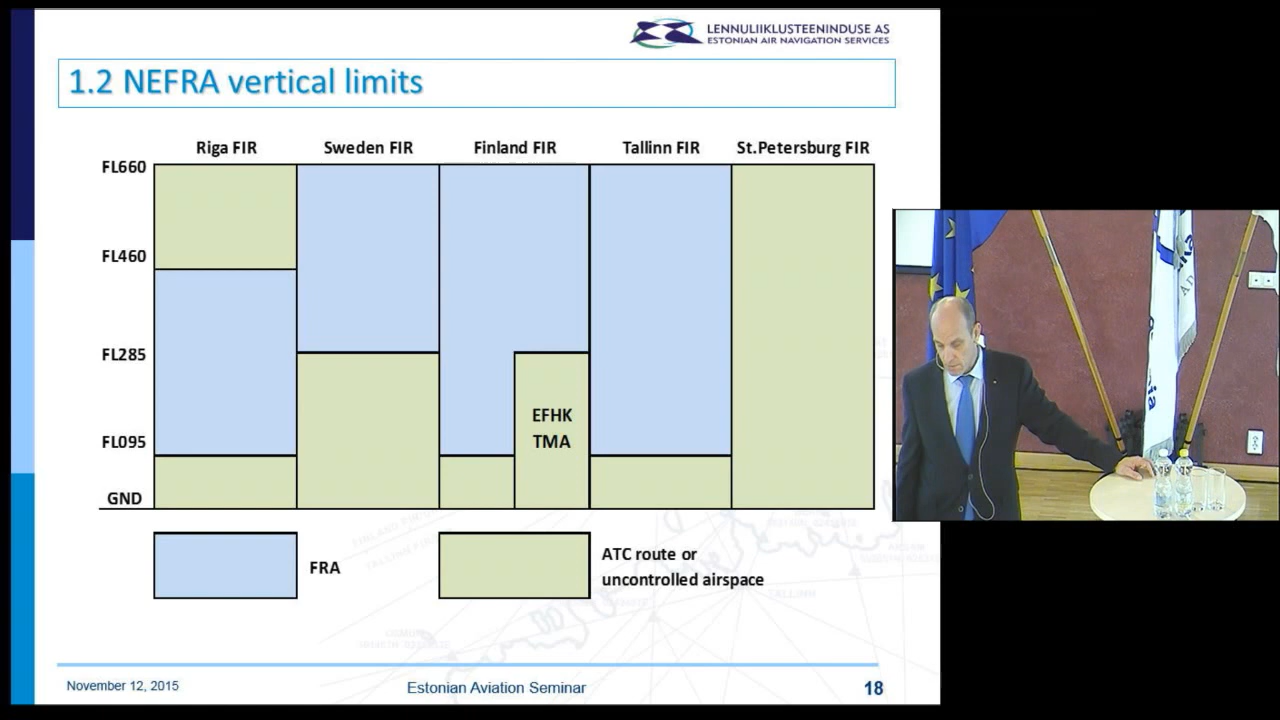 LENNULIIKLUSTEENINDUSE AS
ESTONIAN AIR NAVIGATION SERVICES
1.2 NEFRA vertical limits
Riga FIR
Sweden FIR
Finland FIR
Tallinn FIR
St.Petersburg FIR
FL660
FL460
FL285
FL095
GND
EFHK
TMA
FRA
ATC route or
uncontrolled airspace
November 12, 2015
Estonian Aviation Seminar
18